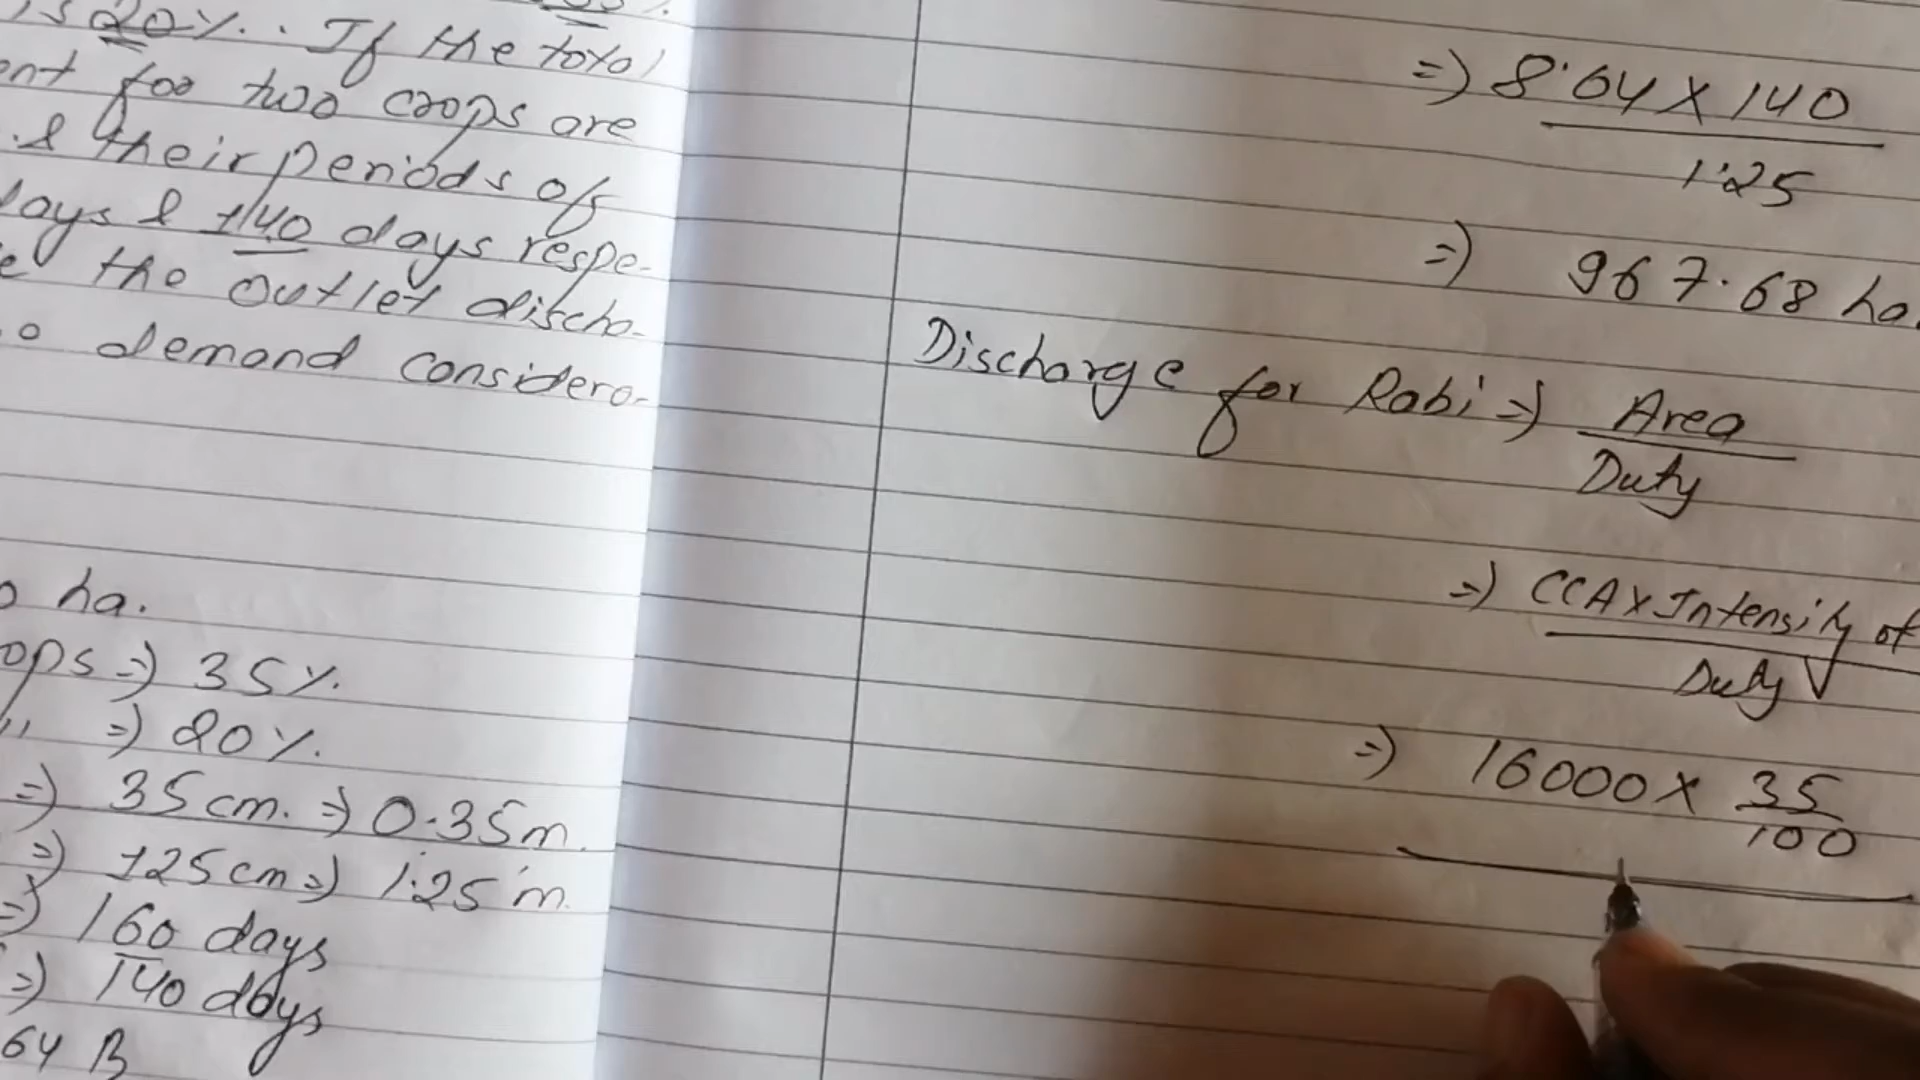 is 20%. If the total
ent for two crops are
& their periods of
days & 140 days respe-
e the outlet discha-
demand considera-
ha.
ops => 35%.
" => 20%.
=> 35 cm. => 0.35m.
=> 125 cm => 1.25 m.
=> 160 days
=> 140 days
64 B
=> 8.64 X 140
1.25
=> 967.68 ha.
Discharge for Rabi => Area
Duty
=> CCA x Intensity of
Duty
=> 16000 x 35
100